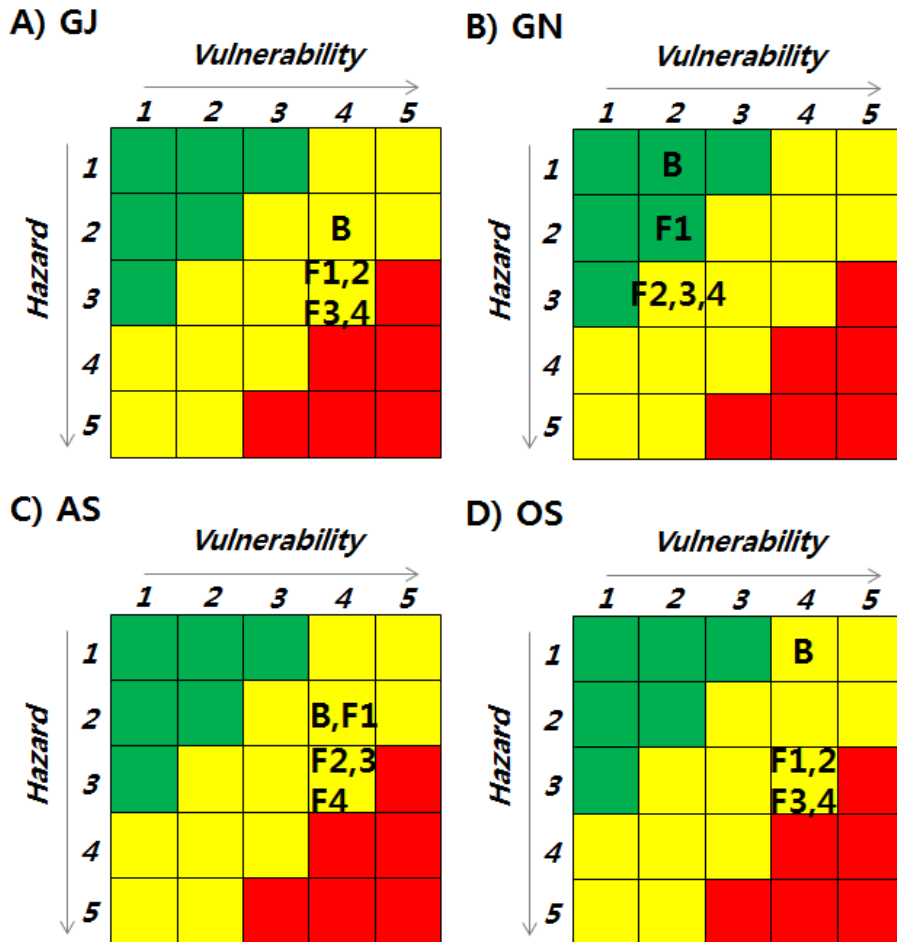 A) GJ
Vulnerability
1 2 3 4 5
Hazard
1
2 B
3 F1,2
F3,4
4
5
B) GN
Vulnerability
1 2 3 4 5
Hazard
1 B
2 F1
3 F2,3,4
4
5
C) AS
Vulnerability
1 2 3 4 5
Hazard
1
2 B,F1
3 F2,3
F4
4
5
D) OS
Vulnerability
1 2 3 4 5
Hazard
1 B
2
3 F1,2
F3,4
4
5